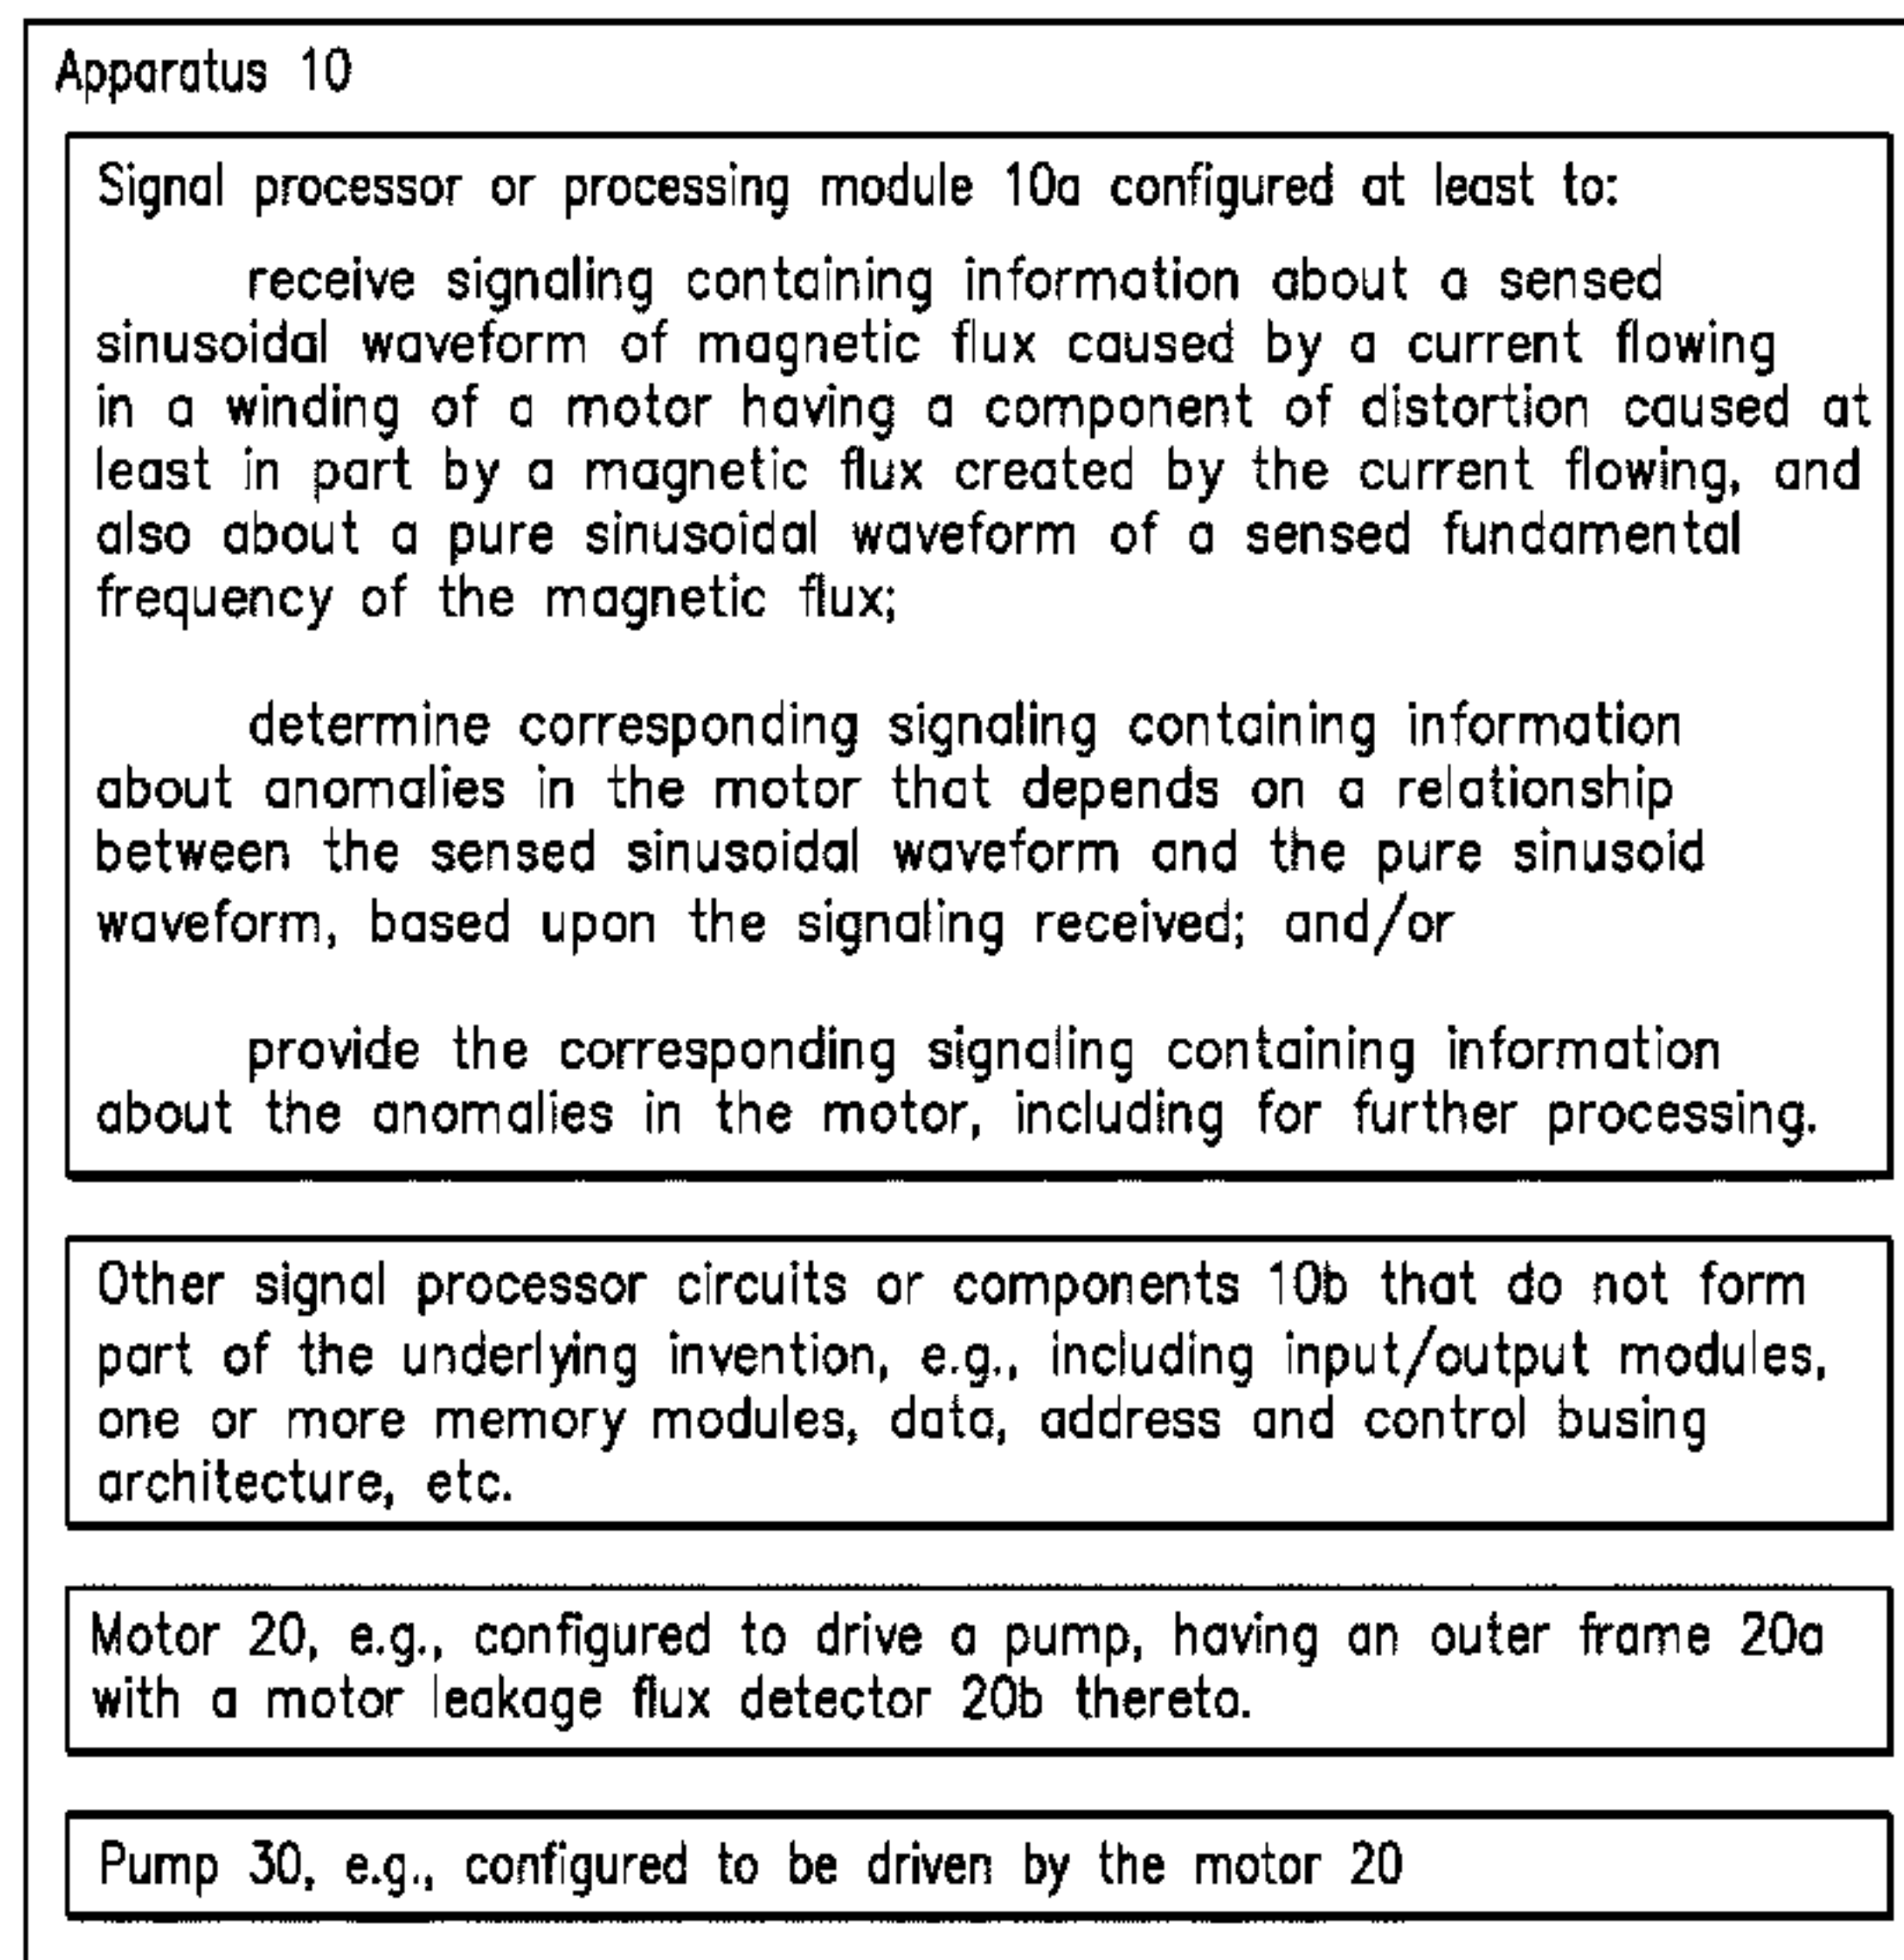 Apparatus 10
Signal processor or processing module 10a configured at least to:
receive signaling containing information about a sensed
sinusoidal waveform of magnetic flux caused by a current flowing
in a winding of a motor having a component of distortion caused at
least in part by a magnetic flux created by the current flowing, and
also about a pure sinusoidal waveform of a sensed fundamental
frequency of the magnetic flux;
determine corresponding signaling containing information
about anomalies in the motor that depends on a relationship
between the sensed sinusoidal waveform and the pure sinusoid
waveform, based upon the signaling received; and/or
provide the corresponding signaling containing information
about the anomalies in the motor, including for further processing.
Other signal processor circuits or components 10b that do not form
part of the underlying invention, e.g., including input/output modules,
one or more memory modules, data, address and control busing
architecture, etc.
Motor 20, e.g., configured to drive a pump, having an outer frame 20a
with a motor leakage flux detector 20b thereto.
Pump 30, e.g., configured to be driven by the motor 20